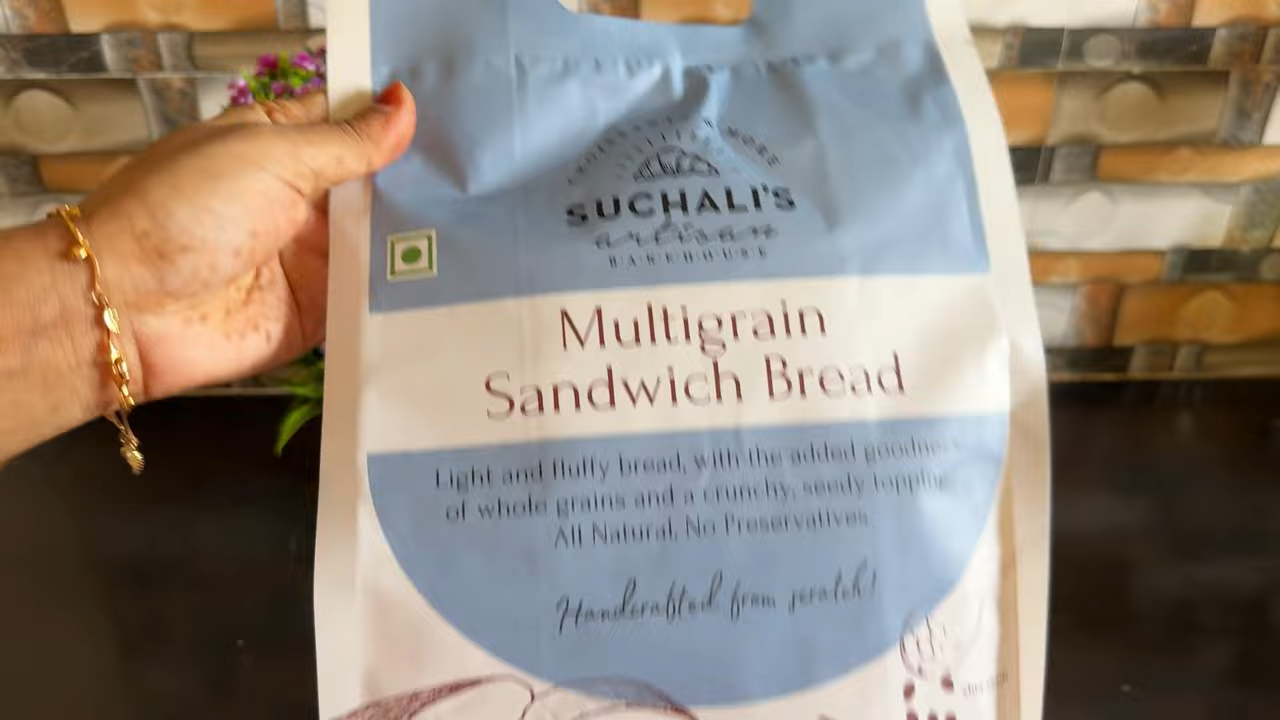 SUCHALI'S
artisan
BAKEHOUSE
Multigrain
Sandwich Bread
Light and fluffy bread, with the added goodness
of whole grains and a crunchy, seedy topping.
All Natural, No Preservatives
Handcrafted from scratch!